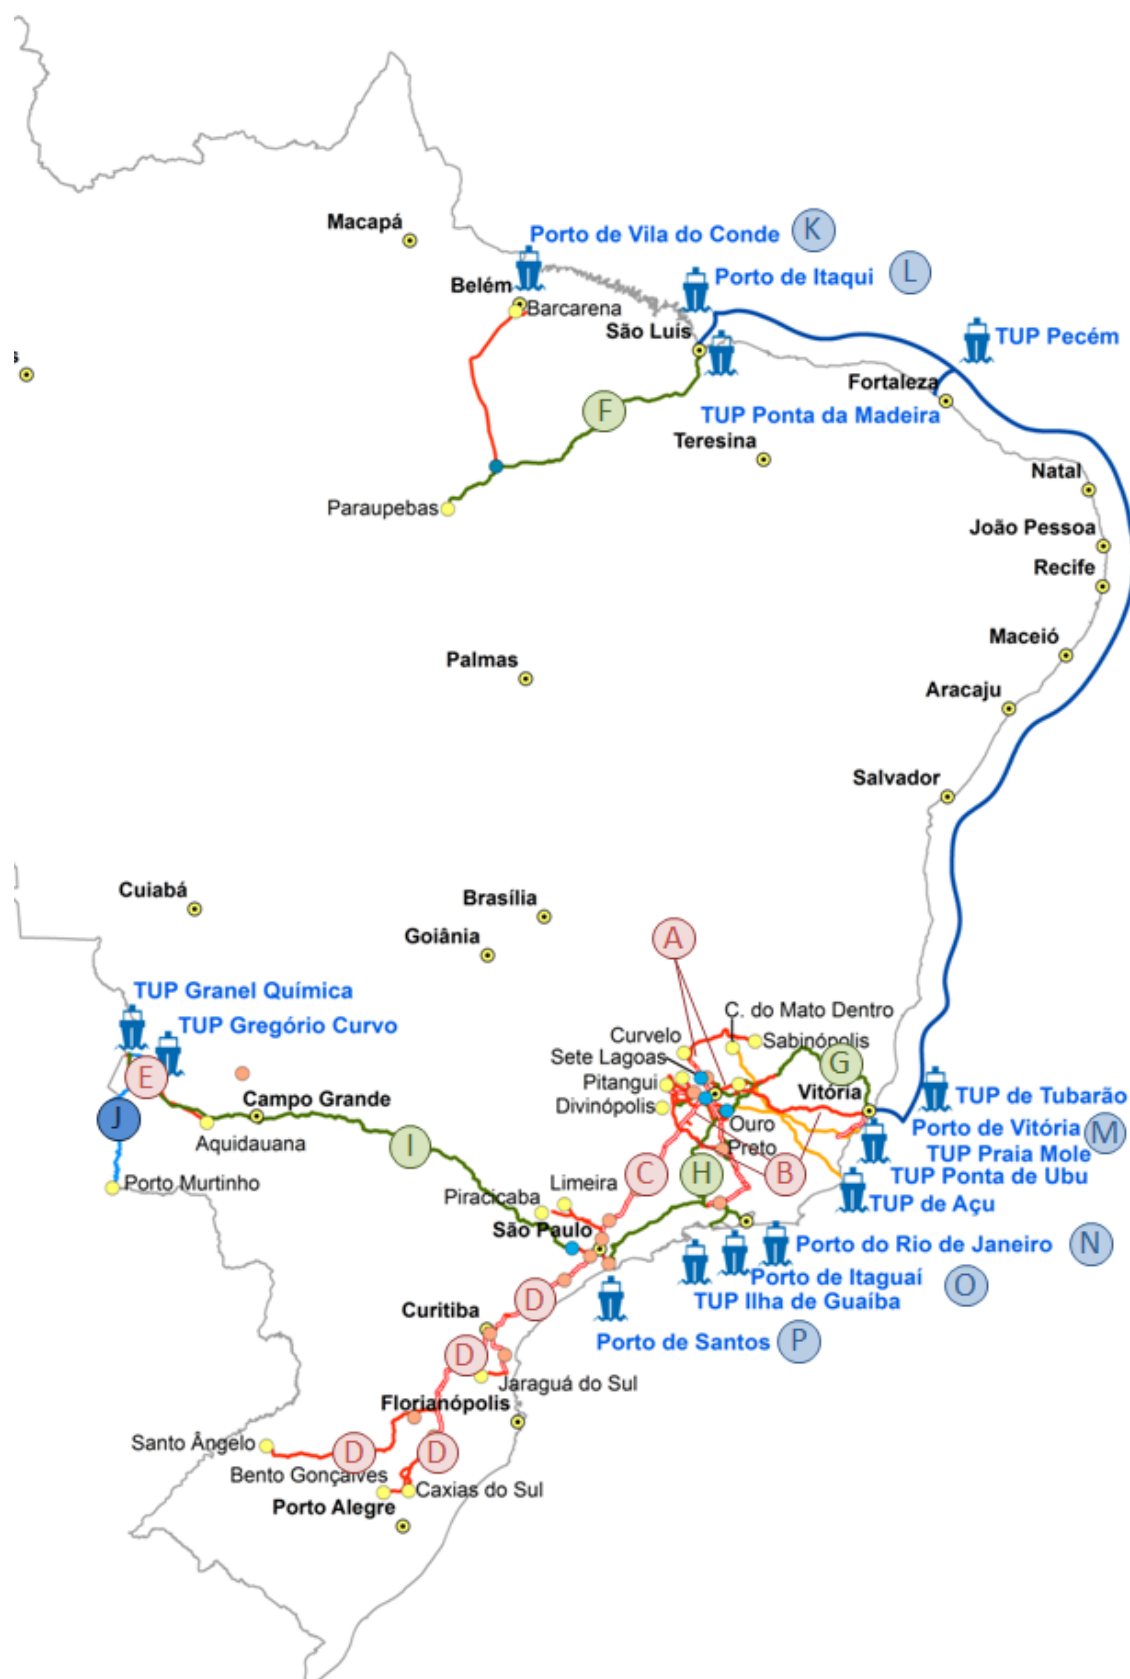 Macapá
Porto de Vila do Conde
K
Porto de Itaqui
L
Belém
Barcarena
São Luís
TUP Pecém
s
Fortaleza
F
TUP Ponta da Madeira
Teresina
Natal
Paraupebas
João Pessoa
Recife
Maceió
Palmas
Aracaju
Salvador
Cuiabá
Brasília
Goiânia
A
TUP Granel Química
C. do Mato Dentro
TUP Gregório Curvo
Curvelo
Sabinópolis
Sete Lagoas
G
E
Pitangui
Vitória
TUP de Tubarão
Campo Grande
Divinópolis
J
Ouro
Preto
Porto de Vitória
M
Aquidauana
I
TUP Praia Mole
C
H
B
TUP Ponta de Ubu
Porto Murtinho
Limeira
Piracicaba
TUP de Açu
São Paulo
Porto do Rio de Janeiro
N
Porto de Itaguaí
O
D
TUP Ilha de Guaíba
Curitiba
Porto de Santos
P
D
Jaraguá do Sul
Florianópolis
Santo Ângelo
D
D
Bento Gonçalves
Caxias do Sul
Porto Alegre